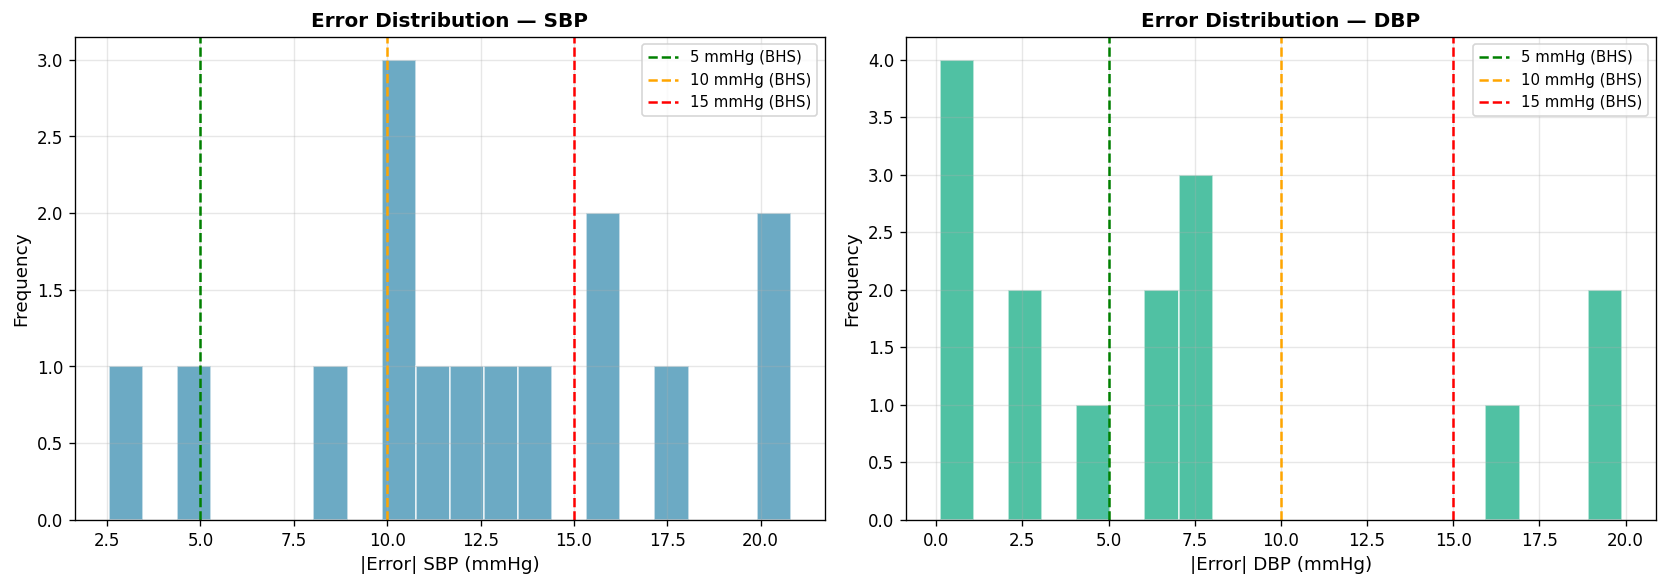 Error Distribution — SBP
3.0
2.5
2.0
1.5
1.0
0.5
0.0
Frequency
2.5 5.0 7.5 10.0 12.5 15.0 17.5 20.0
|Error| SBP (mmHg)
5 mmHg (BHS)
10 mmHg (BHS)
15 mmHg (BHS)
Error Distribution — DBP
4.0
3.5
3.0
2.5
2.0
1.5
1.0
0.5
0.0
Frequency
0.0 2.5 5.0 7.5 10.0 12.5 15.0 17.5 20.0
|Error| DBP (mmHg)
5 mmHg (BHS)
10 mmHg (BHS)
15 mmHg (BHS)